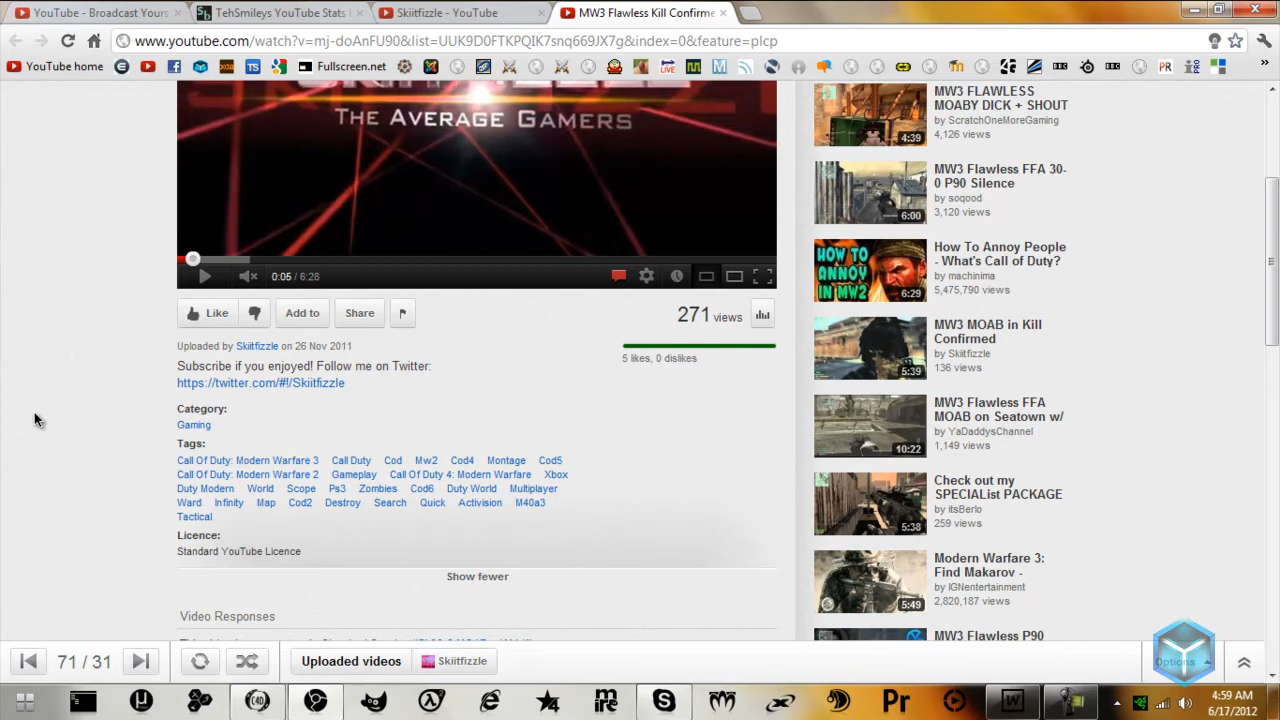 YouTube - Broadcast Yours
TehSmileys YouTube Stats
Skiitfizzle - YouTube
MW3 Flawless Kill Confirme
www.youtube.com/watch?v=mj-doAnFU90&list=UUK9D0FTKPQIK7snq669JX7g&index=0&feature=plcp
YouTube home
Fullscreen.net
THE AVERAGE GAMERS
0:05 / 6:28
Like
Add to
Share
271 views
Uploaded by Skiitfizzle on 26 Nov 2011
5 likes, 0 dislikes
Subscribe if you enjoyed! Follow me on Twitter:
https://twitter.com/#!/Skiitfizzle
Category:
Gaming
Tags:
Call Of Duty: Modern Warfare 3 Call Duty Cod Mw2 Cod4 Montage Cod5
Call Of Duty: Modern Warfare 2 Gameplay Call Of Duty 4: Modern Warfare Xbox
Duty Modern World Scope Ps3 Zombies Cod6 Duty World Multiplayer
Ward Infinity Map Cod2 Destroy Search Quick Activision M40a3
Tactical
Licence:
Standard YouTube Licence
Show fewer
Video Responses
MW3 FLAWLESS
MOABY DICK + SHOUT
by ScratchOneMoreGaming
4,126 views
4:39
MW3 Flawless FFA 30-
0 P90 Silence
by soqood
3,120 views
6:00
How To Annoy People
- What's Call of Duty?
by machinima
5,475,790 views
HOW TO
ANNOY
IN MW2
6:29
MW3 MOAB in Kill
Confirmed
by Skiitfizzle
136 views
5:39
MW3 Flawless FFA
MOAB on Seatown w/
by YaDaddysChannel
1,149 views
10:22
Check out my
SPECIAList PACKAGE
by itsBerlo
259 views
5:38
Modern Warfare 3:
Find Makarov -
by IGNentertainment
2,820,187 views
5:49
MW3 Flawless P90
71 / 31
Uploaded videos
Skiitfizzle
Options
4:59 AM
6/17/2012